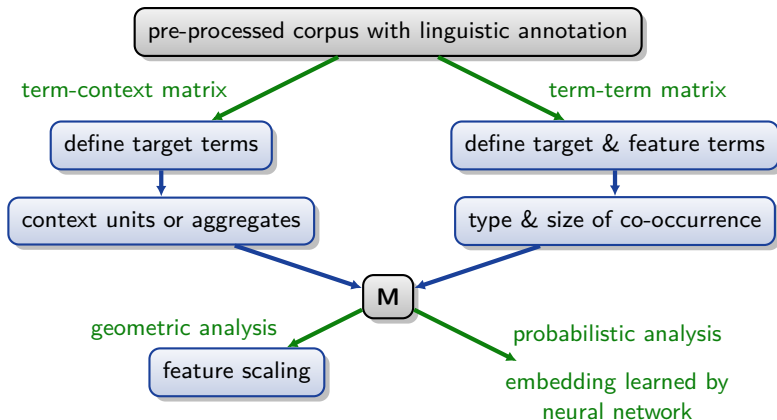 pre-processed corpus with linguistic annotation
term-context matrix
term-term matrix
define target terms
define target & feature terms
context units or aggregates
type & size of co-occurrence
M
geometric analysis
probabilistic analysis
feature scaling
embedding learned by
neural network